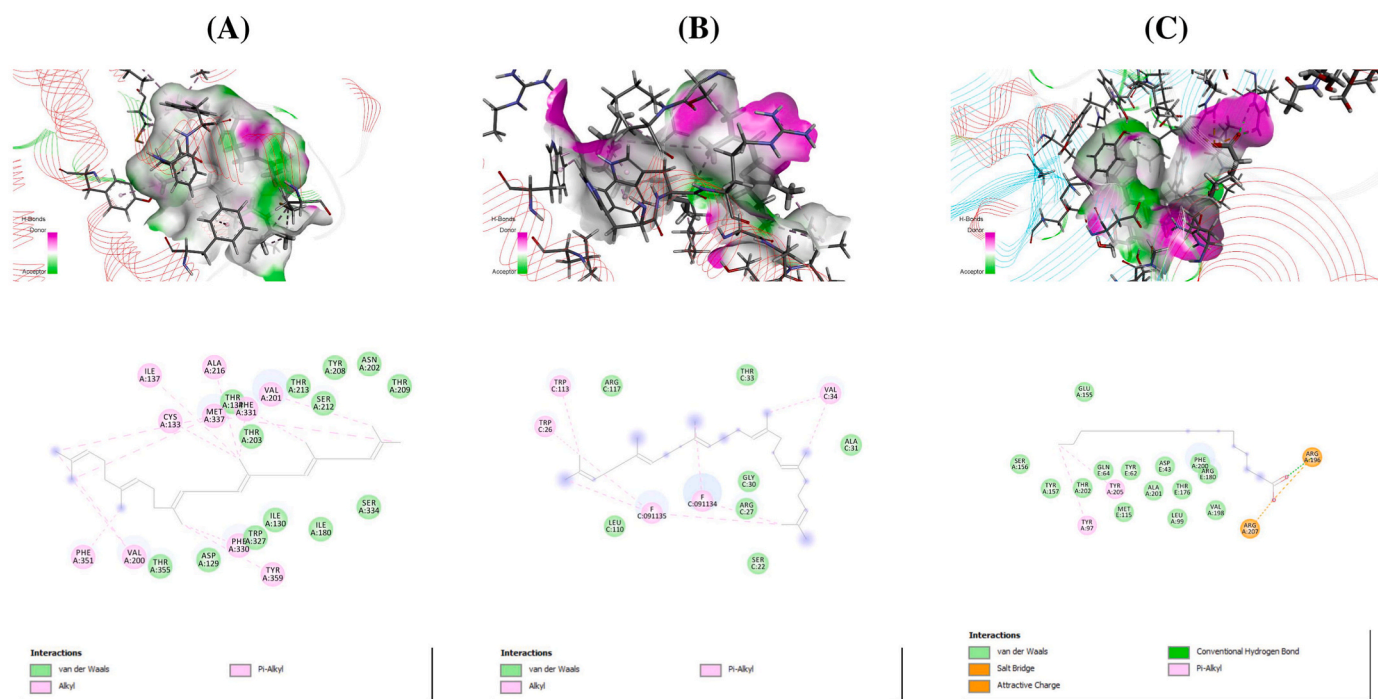 (A)
(B)
(C)
H-Bonds
Donor
Acceptor
H-Bonds
Donor
Acceptor
H-Bonds
Donor
Acceptor
ILE
A:137
ALA
A:216
TYR
A:208
ASN
A:202
THR
A:213
THR
A:209
VAL
A:201
SER
A:212
THR
A:134
PHE
A:331
MET
A:337
CYS
A:133
THR
A:203
SER
A:334
ILE
A:130
ILE
A:180
TRP
A:327
PHE
A:330
ASP
A:129
TYR
A:359
THR
A:355
VAL
A:200
PHE
A:351
TRP
C:113
ARG
C:117
THR
C:33
VAL
C:34
TRP
C:26
ALA
C:31
GLY
C:30
F
C:091134
ARG
C:27
F
C:091135
LEU
C:110
SER
C:22
GLU
A:155
SER
A:156
GLN
E:64
TYR
E:62
ASP
E:43
PHE
A:200
ARG
E:180
ARG
A:196
TYR
A:157
THR
A:202
TYR
A:205
ALA
A:201
THR
E:176
MET
E:115
LEU
A:99
VAL
A:198
TYR
A:97
ARG
A:207
Interactions
van der Waals
Alkyl
Pi-Alkyl
Interactions
van der Waals
Alkyl
Pi-Alkyl
Interactions
van der Waals
Salt Bridge
Attractive Charge
Conventional Hydrogen Bond
Pi-Alkyl